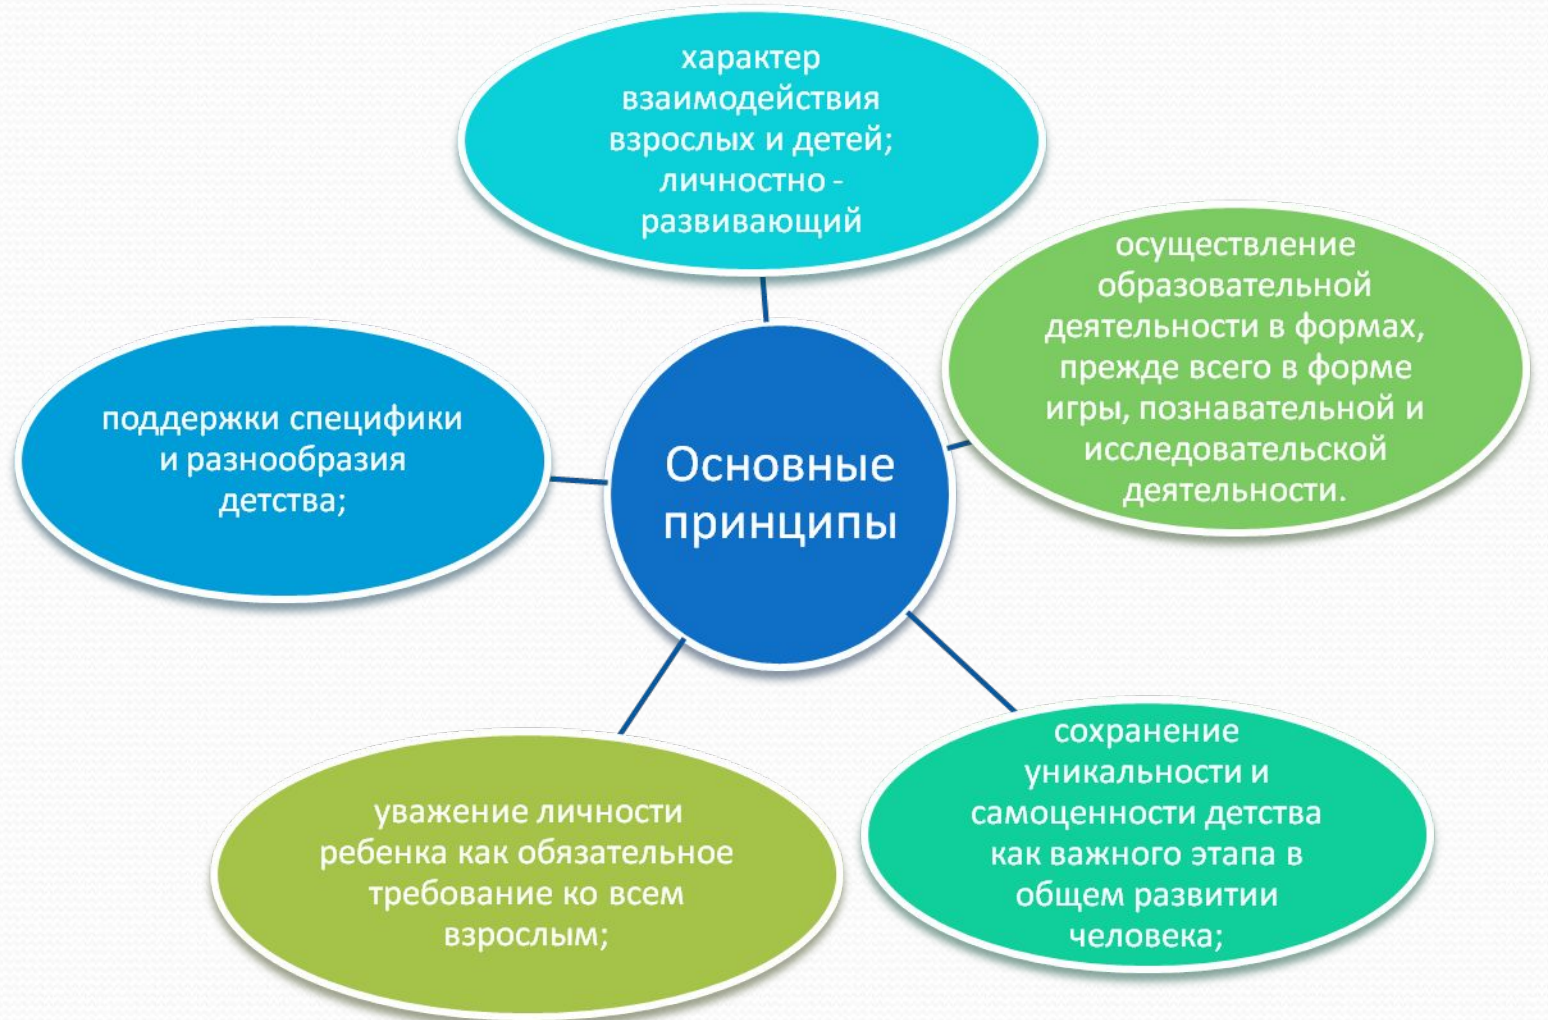 характер
взаимодействия
взрослых и детей;
личностно -
развивающий
осуществление
образовательной
деятельности в формах,
прежде всего в форме
игры, познавательной и
исследовательской
деятельности.
поддержки специфики
и разнообразия
детства;
Основные
принципы
сохранение
уникальности и
самоценности детства
как важного этапа в
общем развитии
человека;
уважение личности
ребенка как обязательное
требование ко всем
взрослым;